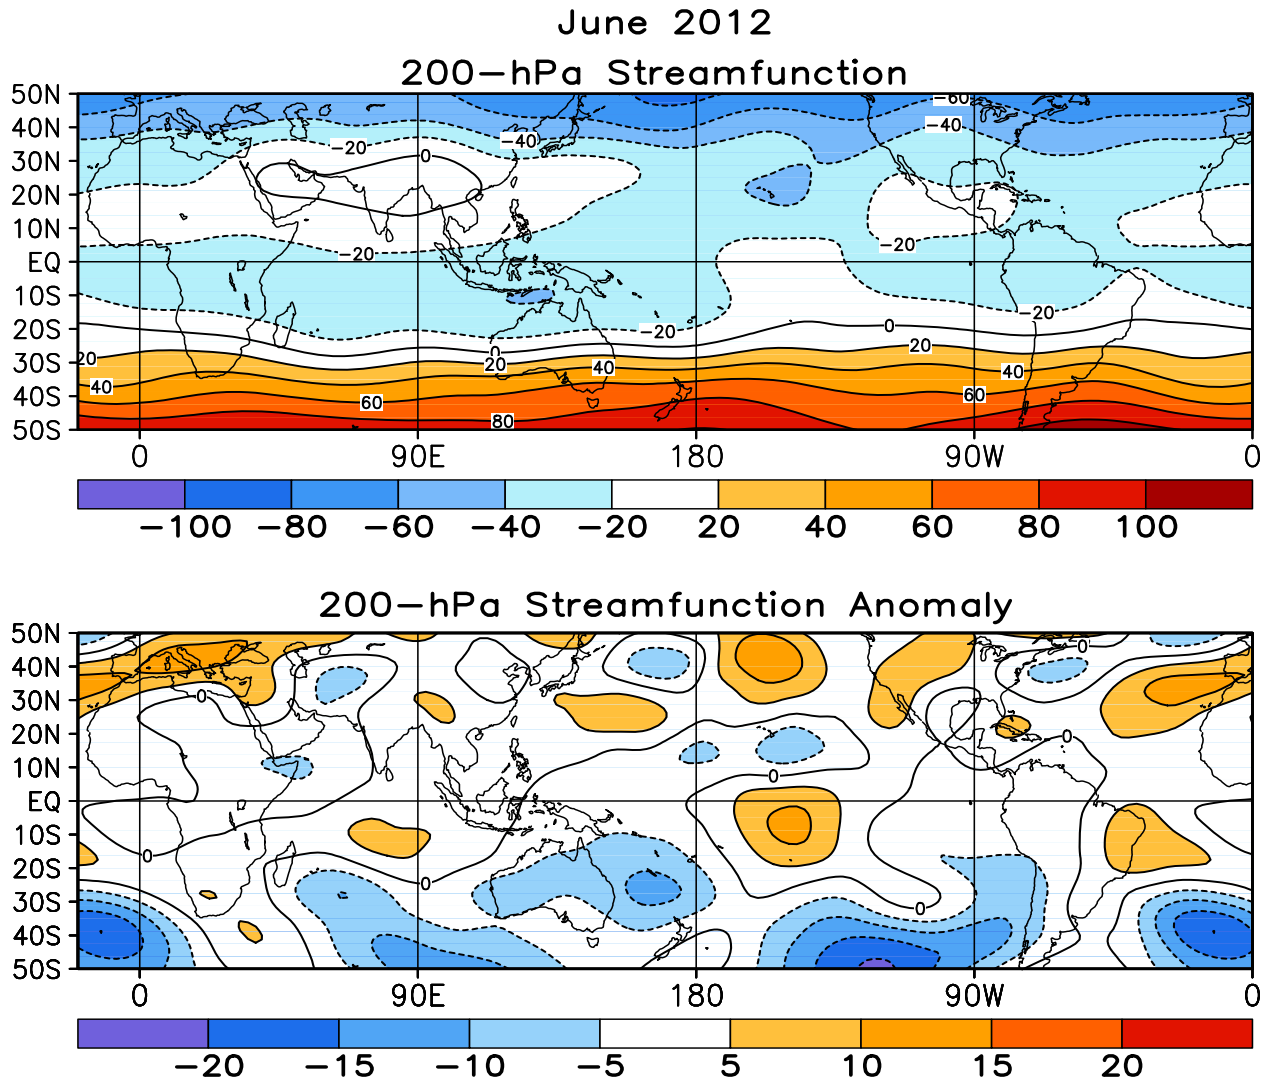 June 2012
200-hPa Streamfunction
50N
40N
30N
20N
10N
EQ
10S
20S
30S
40S
50S
-60
-40
-40
-20
0
-20
-20
-20
-20
0
0
20
20
20
40
40
40
60
60
80
0
90E
180
90W
0
-100 -80 -60 -40 -20 20 40 60 80 100
200-hPa Streamfunction Anomaly
50N
40N
30N
20N
10N
EQ
10S
20S
30S
40S
50S
0
0
0
0
0
0
0
0
90E
180
90W
0
-20 -15 -10 -5 5 10 15 20